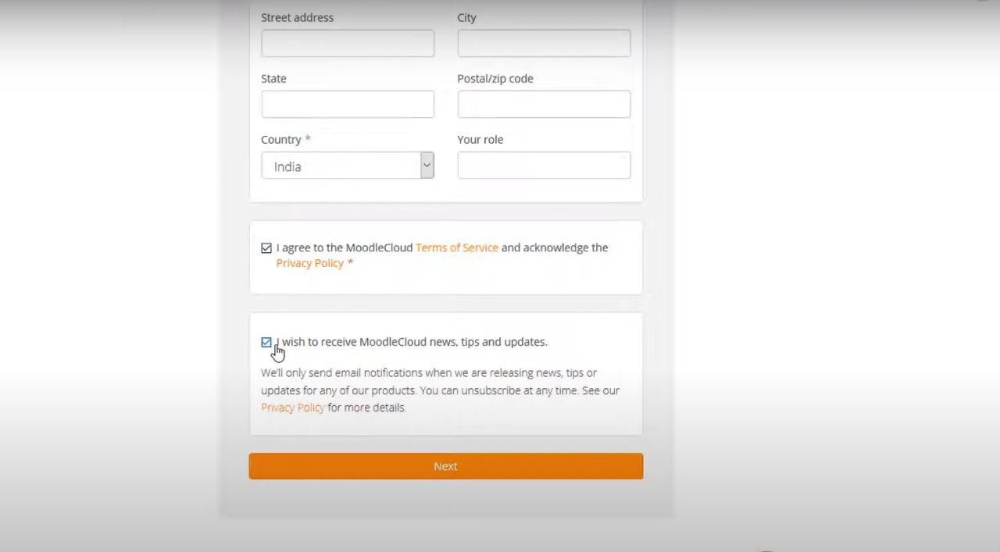 Street address City
State Postal/zip code
Country * Your role
India
I agree to the MoodleCloud Terms of Service and acknowledge the
Privacy Policy *
I wish to receive MoodleCloud news, tips and updates.
We'll only send email notifications when we are releasing news, tips or
updates for any of our products. You can unsubscribe at any time. See our
Privacy Policy for more details.
Next